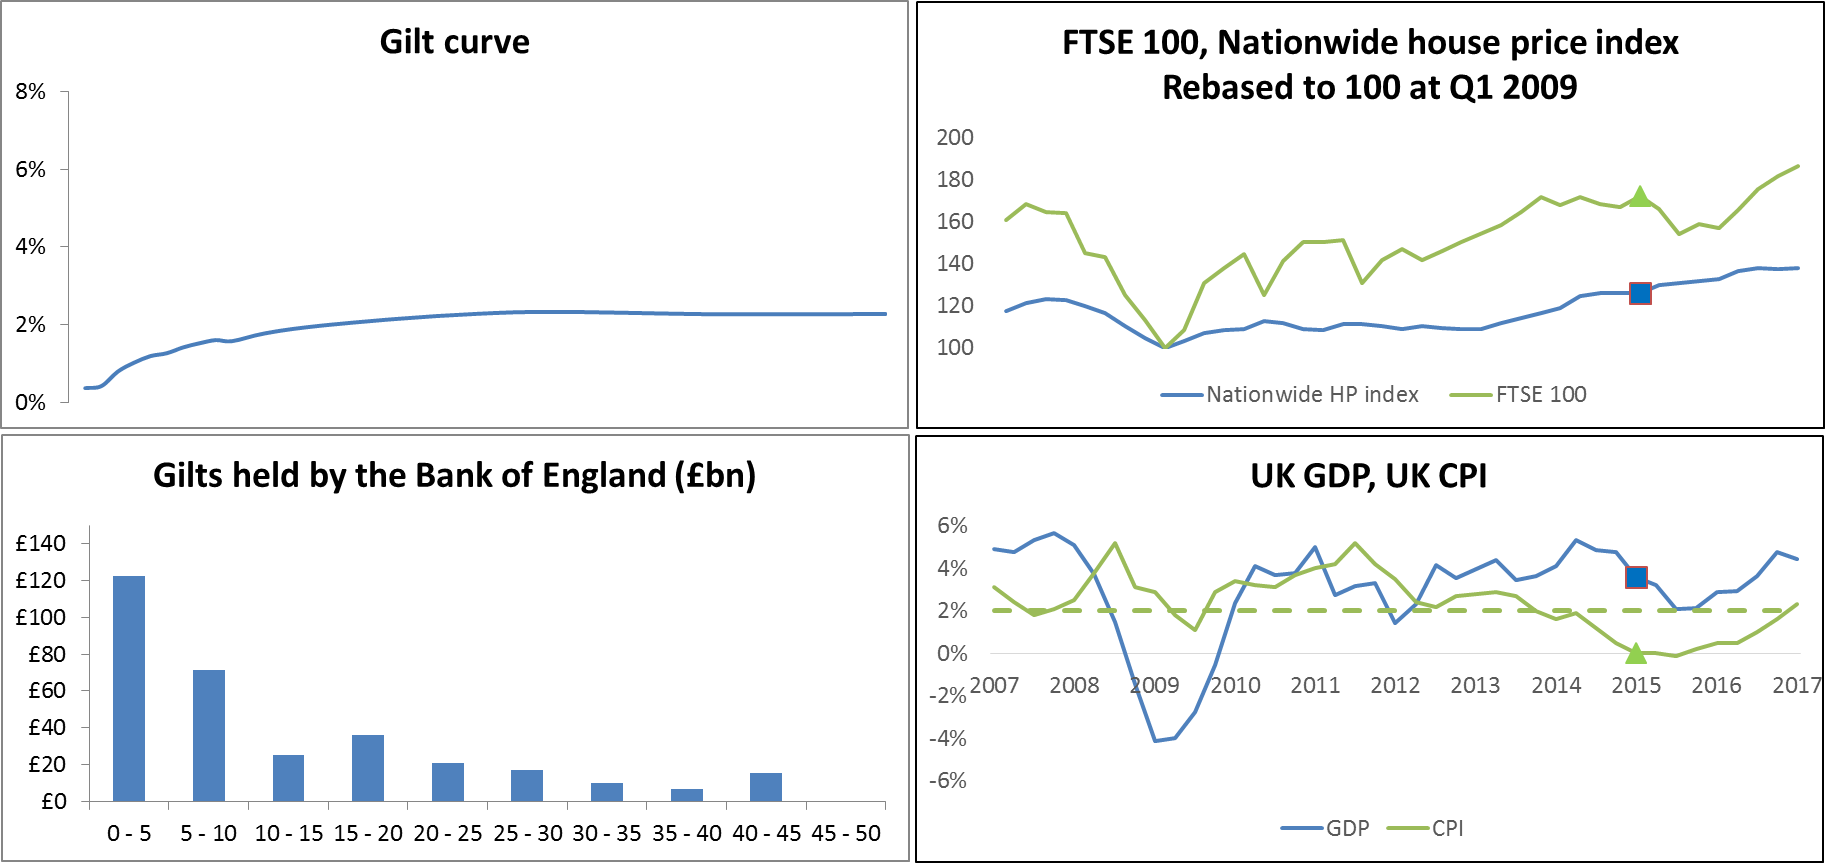 Gilt curve
8%
6%
4%
2%
0%
FTSE 100, Nationwide house price index
Rebased to 100 at Q1 2009
200
180
160
140
120
100
Nationwide HP index FTSE 100
Gilts held by the Bank of England (£bn)
£140
£120
£100
£80
£60
£40
£20
£0
0 - 5 5 - 10 10 - 15 15 - 20 20 - 25 25 - 30 30 - 35 35 - 40 40 - 45 45 - 50
UK GDP, UK CPI
6%
4%
2%
0%
2007 2008 2009 2010 2011 2012 2013 2014 2015 2016 2017
-2%
-4%
-6%
GDP CPI